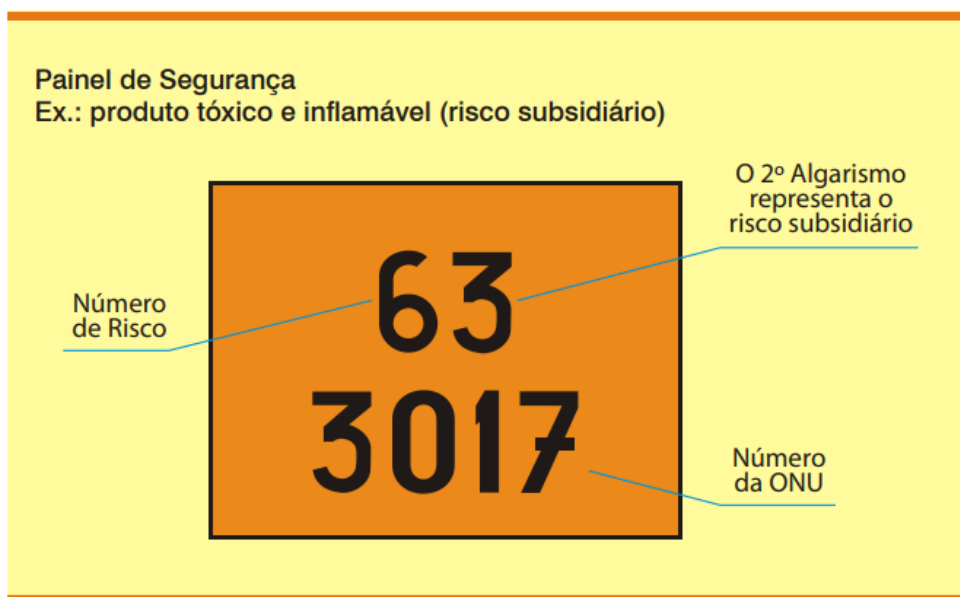 Painel de Segurança
Ex.: produto tóxico e inflamável (risco subsidiário)
O 2º Algarismo
representa o
risco subsidiário
Número
de Risco
63
3017
Número
da ONU